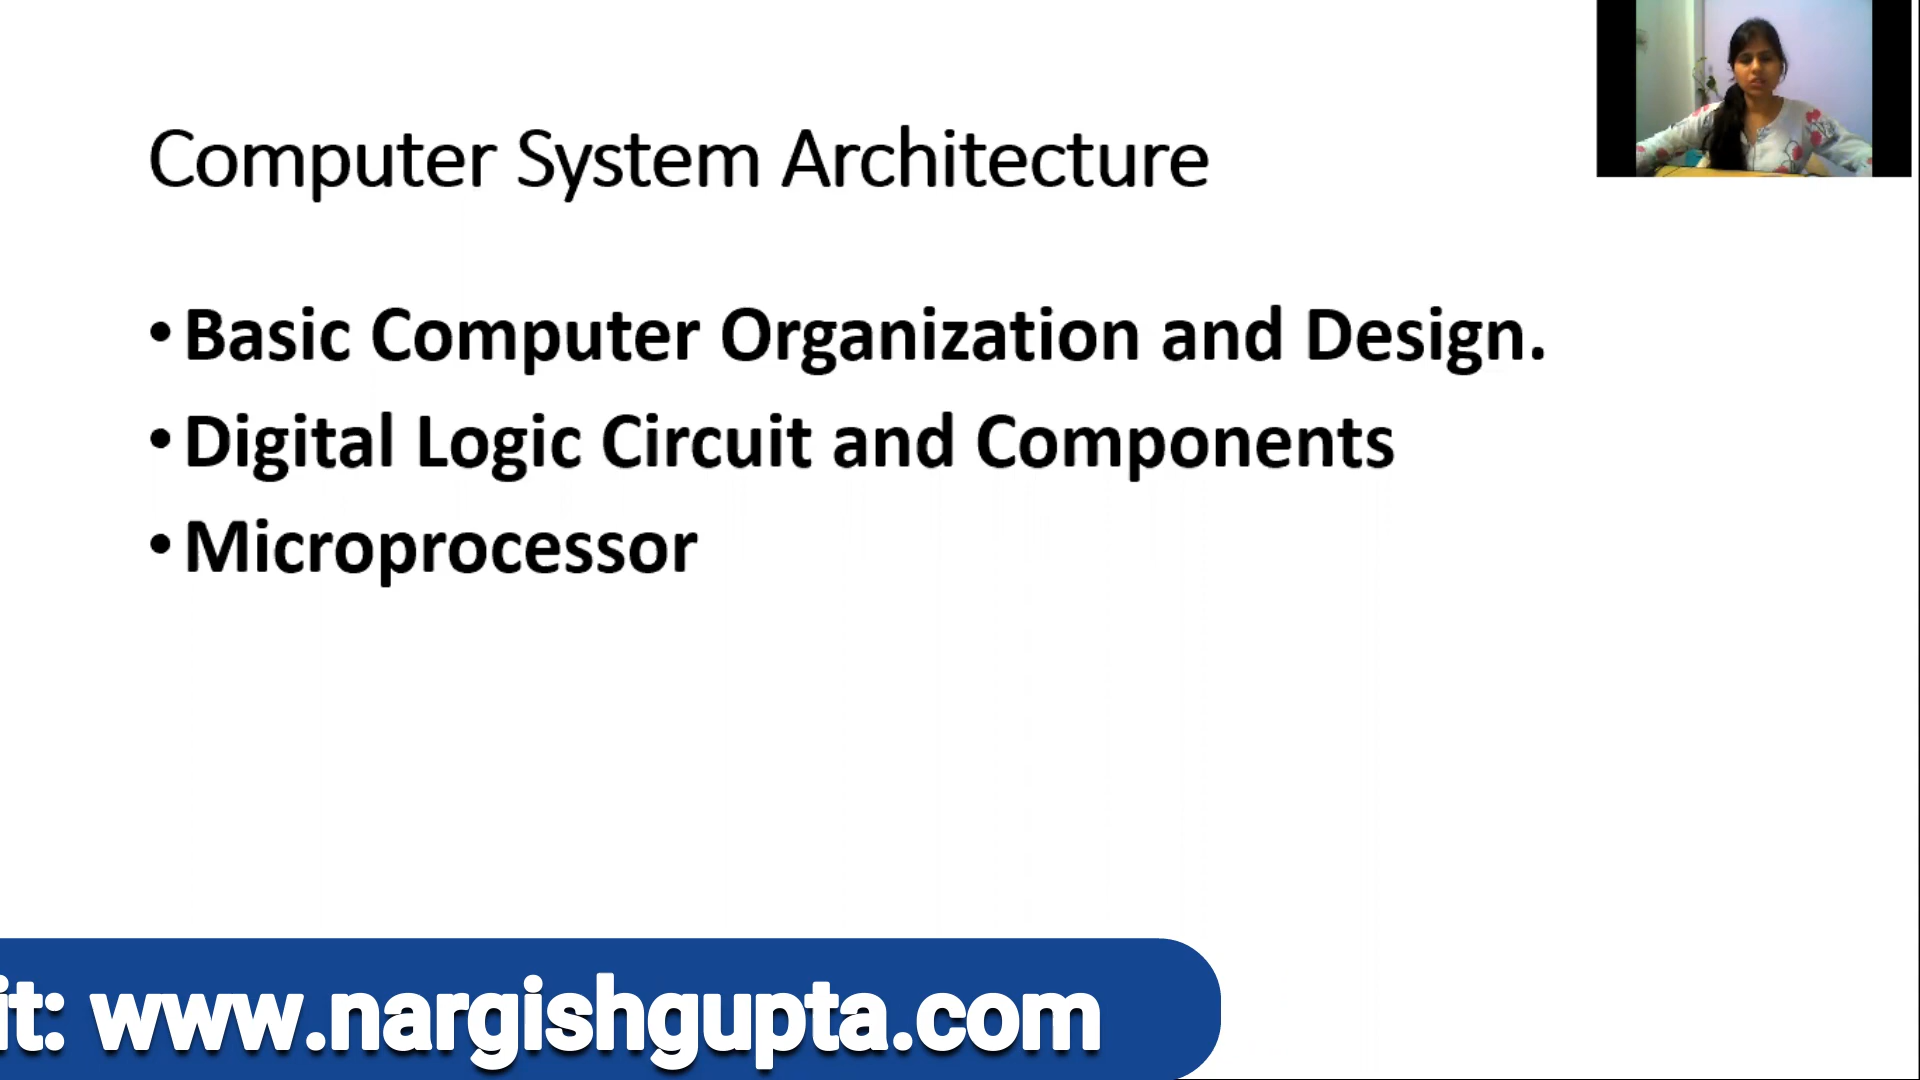 Computer System Architecture
• Basic Computer Organization and Design.
• Digital Logic Circuit and Components
• Microprocessor
it: www.nargishgupta.com